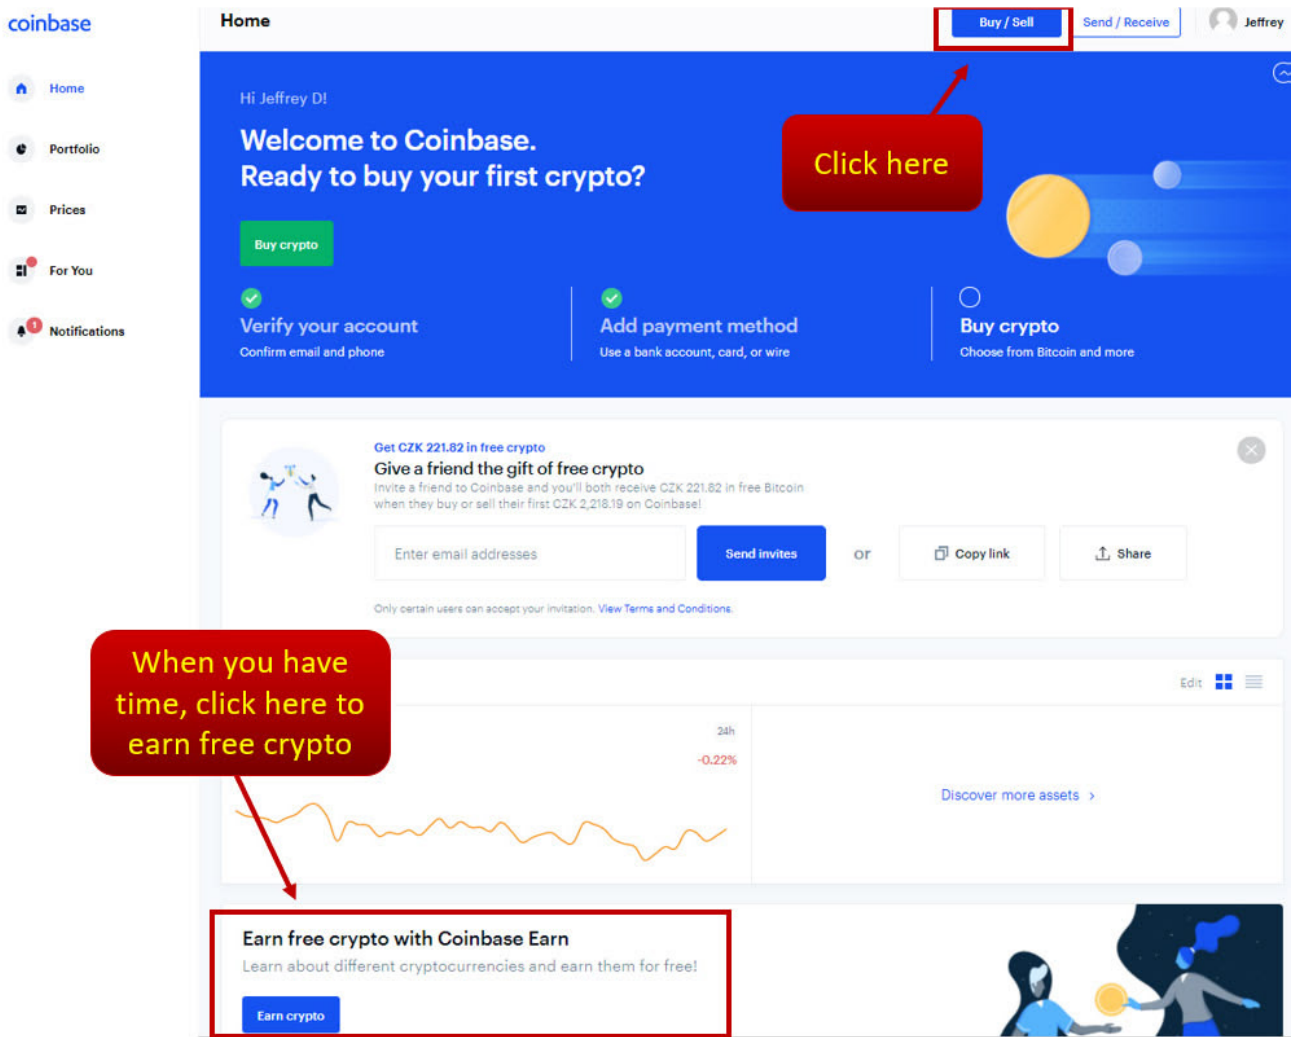 coinbase
Home
Buy / Sell
Send / Receive
Jeffrey
Home
Portfolio
Prices
For You
1
Notifications
Hi Jeffrey D!
Welcome to Coinbase.
Ready to buy your first crypto?
Click here
Buy crypto
Verify your account
Confirm email and phone
Add payment method
Use a bank account, card, or wire
Buy crypto
Choose from Bitcoin and more
Get CZK 221.82 in free crypto
Give a friend the gift of free crypto
Invite a friend to Coinbase and you'll both receive CZK 221.82 in free Bitcoin
when they buy or sell their first CZK 2,218.19 on Coinbase!
Enter email addresses
Send invites
or
Copy link
Share
Only certain users can accept your invitation. View Terms and Conditions.
When you have
time, click here to
earn free crypto
Edit
24h
-0.22%
Discover more assets >
Earn free crypto with Coinbase Earn
Learn about different cryptocurrencies and earn them for free!
Earn crypto